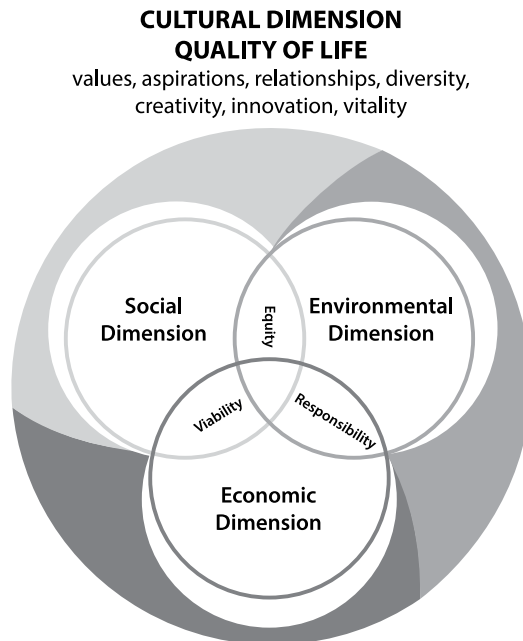 CULTURAL DIMENSION
QUALITY OF LIFE
values, aspirations, relationships, diversity,
creativity, innovation, vitality
Social
Dimension
Equity
Environmental
Dimension
Viability
Responsibility
Economic
Dimension